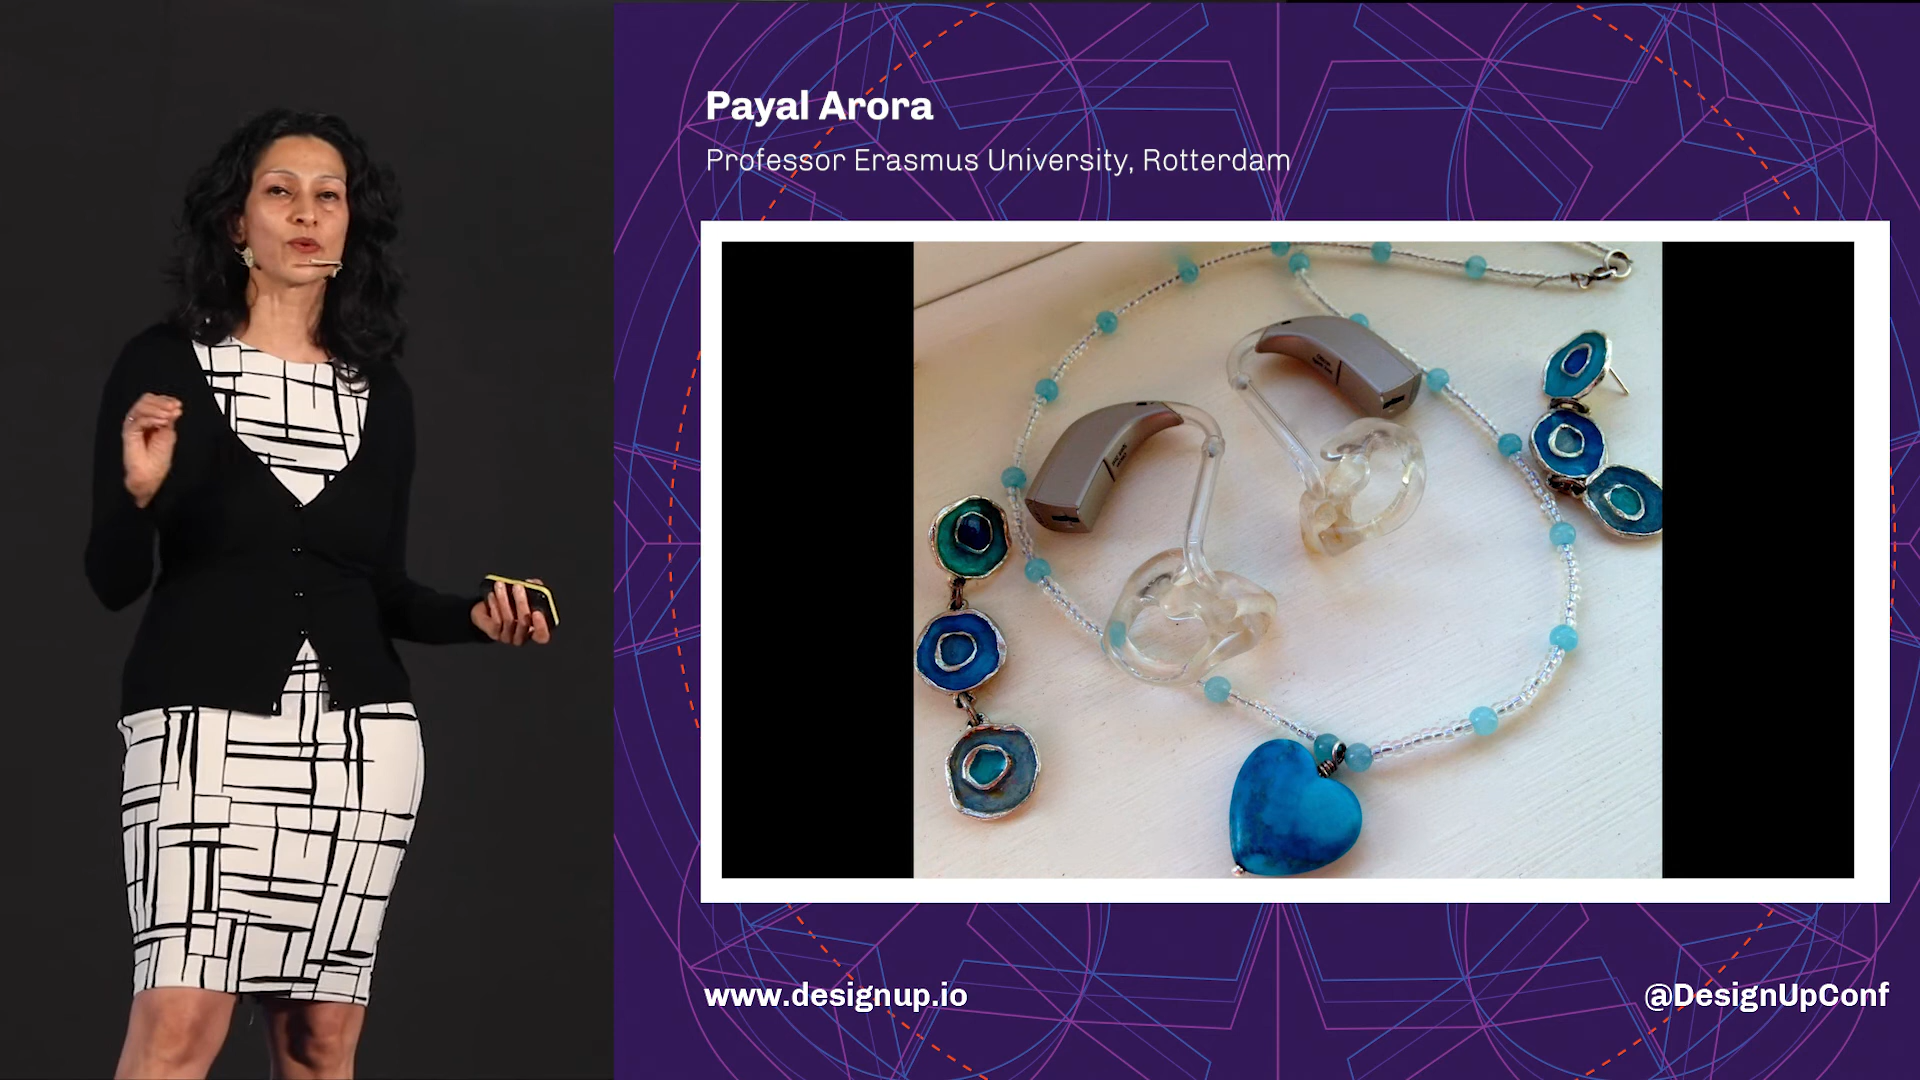 Payal Arora
Professor Erasmus University, Rotterdam
www.designup.io
@DesignUpConf